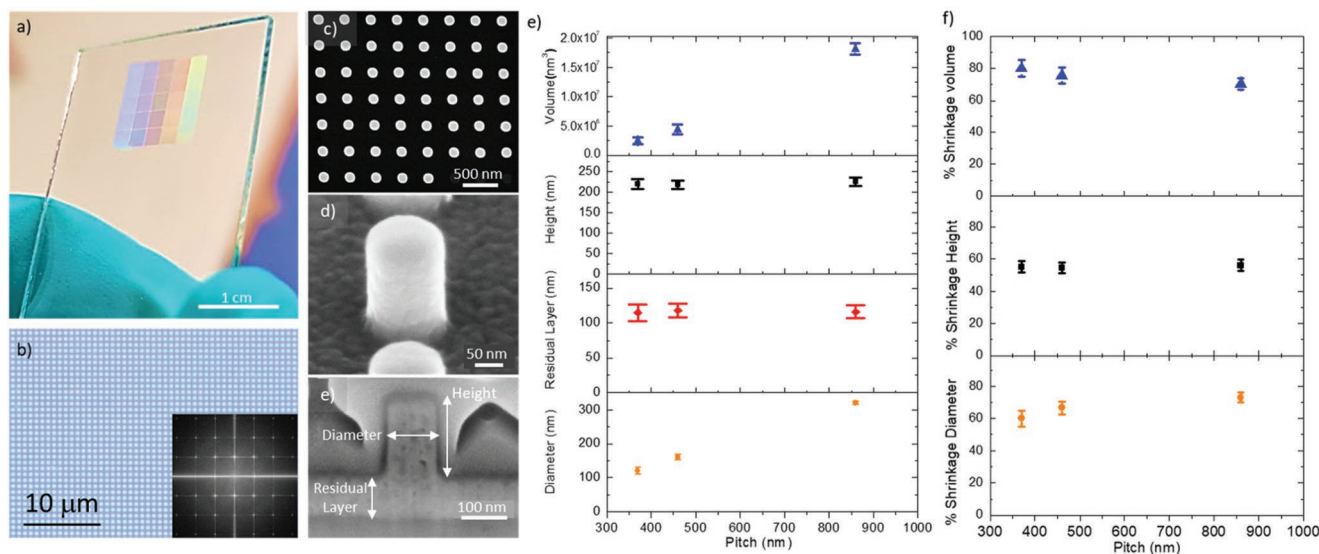 a)
1 cm
b)
10 μm
c)
500 nm
d)
50 nm
e)
Height
Diameter
Residual
Layer
100 nm
e)
Volume(nm³)
2.0x10⁷
1.5x10⁷
1.0x10⁷
5.0x10⁶
0.0
Height (nm)
250
200
150
100
50
0
Residual Layer (nm)
150
100
50
0
Diameter (nm)
300
200
100
0
300 400 500 600 700 800 900 1000
Pitch (nm)
f)
% Shrinkage volume
100
80
60
40
20
0
% Shrinkage Height
80
60
40
20
0
% Shrinkage Diameter
80
60
40
20
0
300 400 500 600 700 800 900 1000
Pitch (nm)